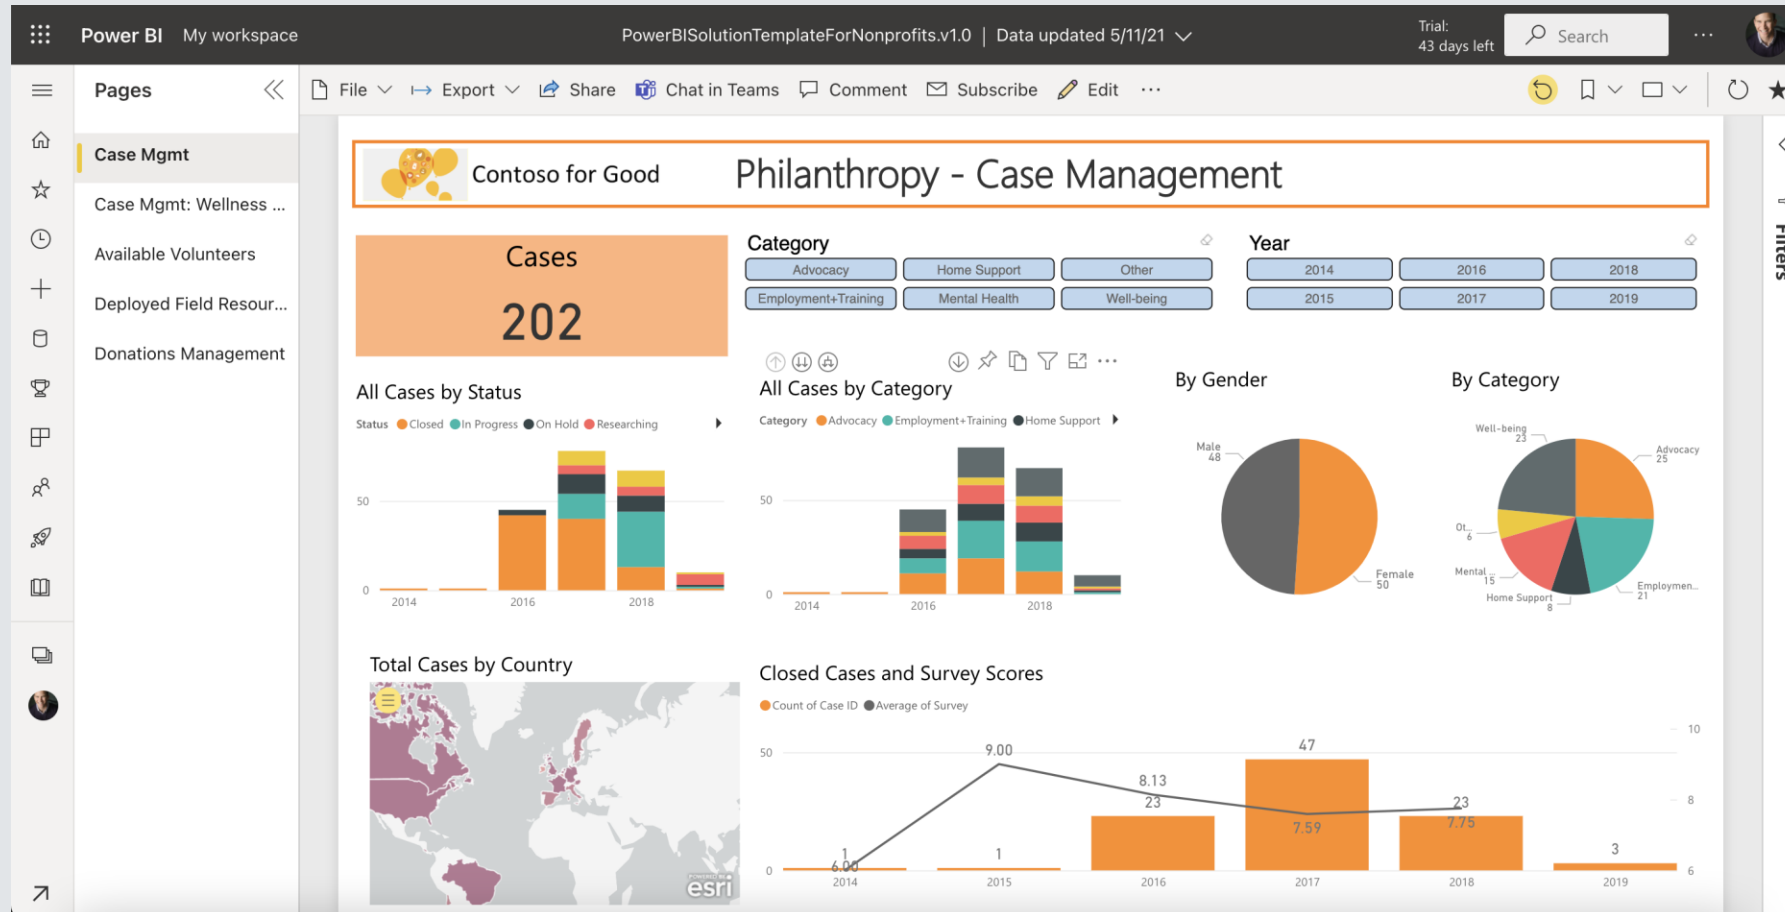 Power BI My workspace
PowerBISolutionTemplateForNonprofits.v1.0 | Data updated 5/11/21
Trial:
43 days left
Search
Pages
File Export Share Chat in Teams Comment Subscribe Edit
Case Mgmt
Case Mgmt: Wellness ...
Available Volunteers
Deployed Field Resour...
Donations Management
Filters
Contoso for Good
Philanthropy - Case Management
Cases
202
Category
Advocacy Home Support Other
Employment+Training Mental Health Well-being
Year
2014 2016 2018
2015 2017 2019
All Cases by Status
Status Closed In Progress On Hold Researching
50
0
2014 2016 2018
All Cases by Category
Category Advocacy Employment+Training Home Support
50
0
2014 2016 2018
By Gender
Male
48
Female
50
By Category
Well-being
23
Advocacy
25
Ot...
6
Mental ...
15
Home Support
8
Employmen...
21
Total Cases by Country
POWERED BY
esri
Closed Cases and Survey Scores
Count of Case ID Average of Survey
50
0
10
8
6
9.00
47
8.13
23
23
7.59
7.75
1
6.00
1
3
2014 2015 2016 2017 2018 2019